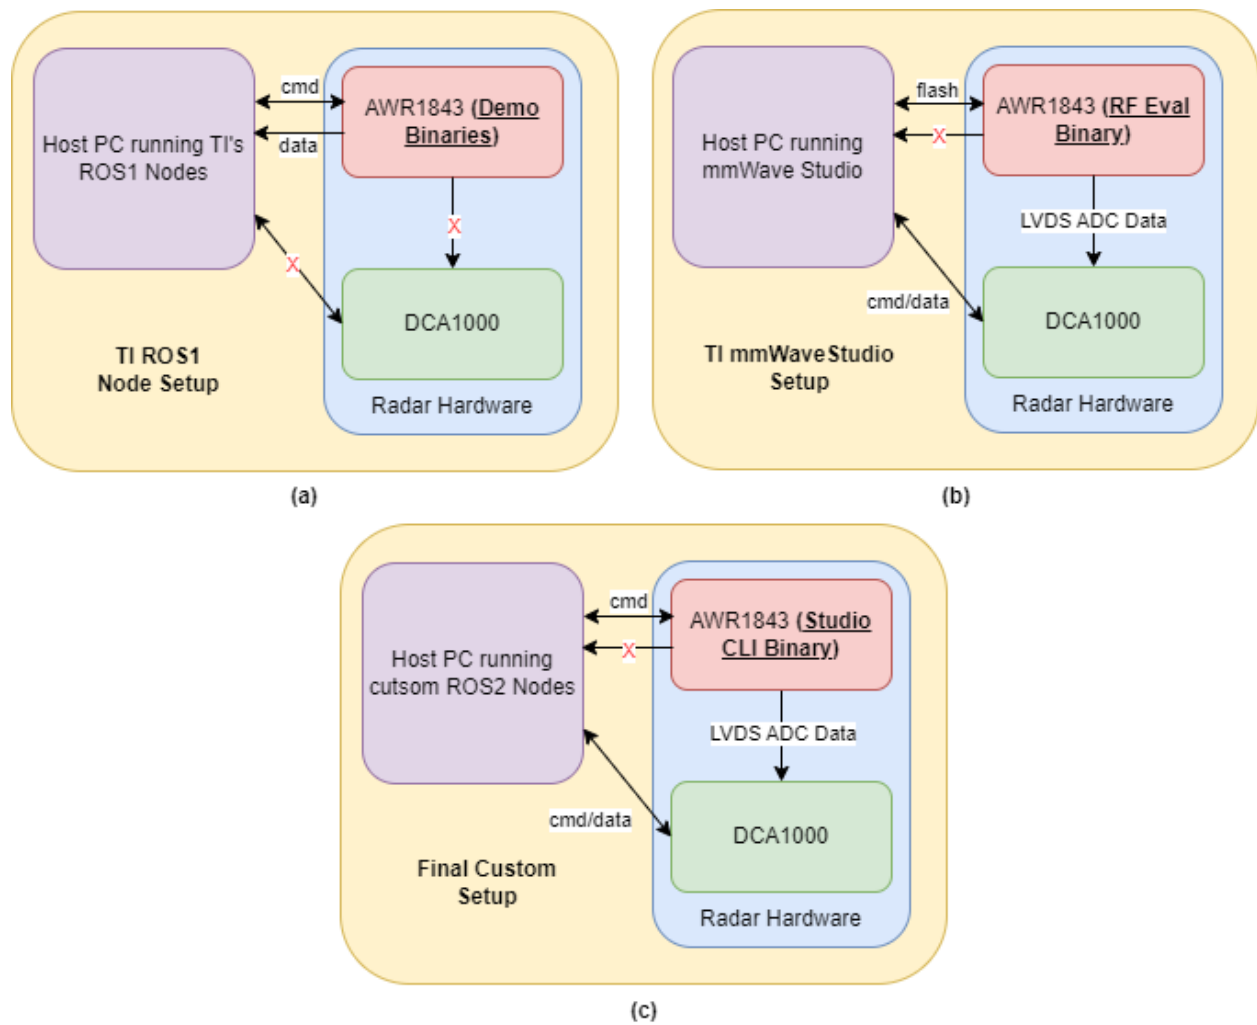 cmd
AWR1843 (Demo
Binaries)
data
Host PC running TI's
ROS1 Nodes
X
X
DCA1000
TI ROS1
Node Setup
Radar Hardware
(a)
flash
AWR1843 (RF Eval
Binary)
X
Host PC running
mmWave Studio
LVDS ADC Data
cmd/data
DCA1000
TI mmWaveStudio
Setup
Radar Hardware
(b)
cmd
AWR1843 (Studio
CLI Binary)
X
Host PC running
cutsom ROS2 Nodes
LVDS ADC Data
cmd/data
DCA1000
Final Custom
Setup
Radar Hardware
(c)